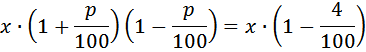 x · (1 + p/100)(1 − p/100) = x · (1 − 4/100)